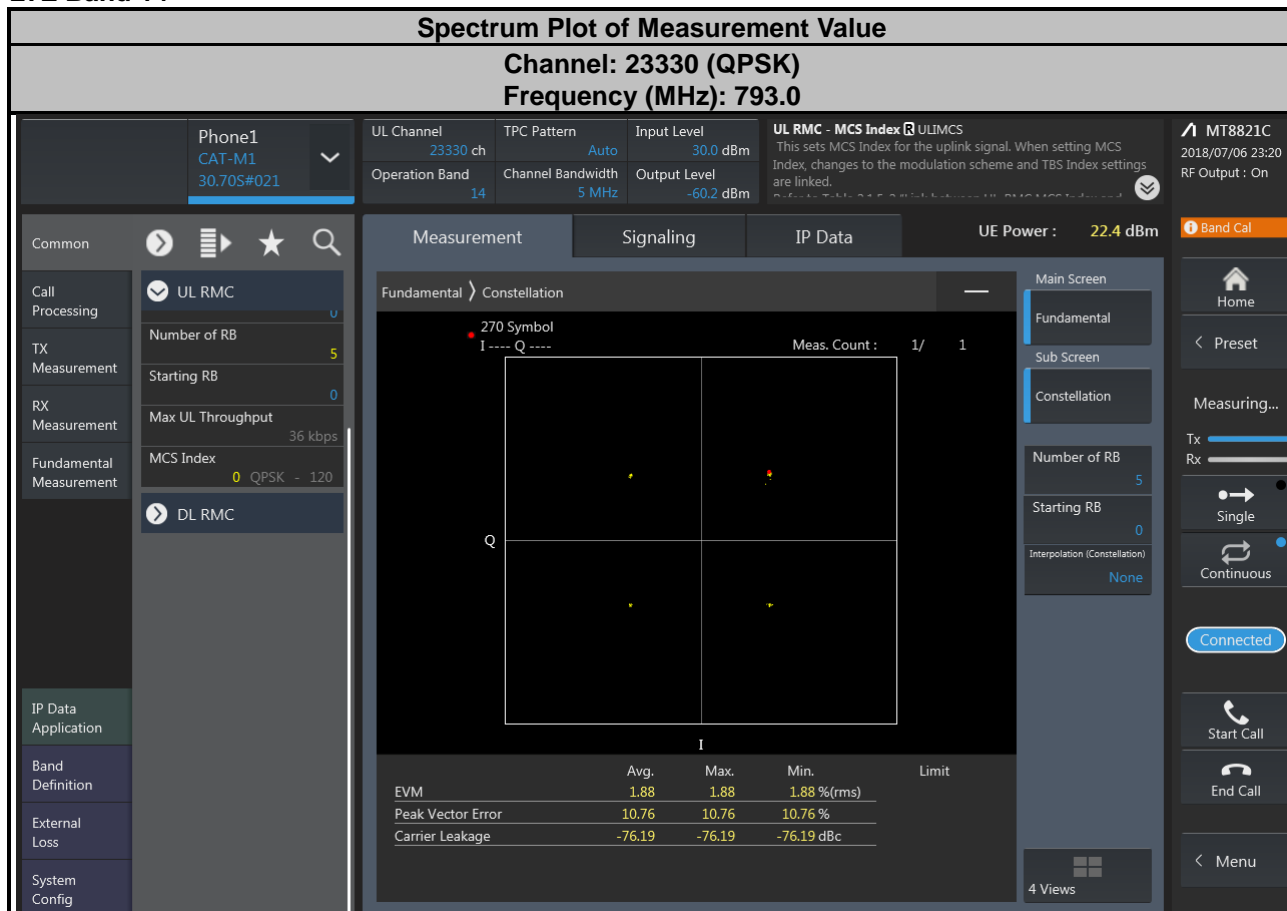 Spectrum Plot of Measurement Value
Channel: 23330 (QPSK)
Frequency (MHz): 793.0
Phone1
CAT-M1
30.70S#021
UL Channel
23330 ch
TPC Pattern
Auto
Input Level
30.0 dBm
Operation Band
14
Channel Bandwidth
5 MHz
Output Level
-60.2 dBm
UL RMC - MCS Index R ULIMCS
This sets MCS Index for the uplink signal. When setting MCS
Index, changes to the modulation scheme and TBS Index settings
are linked.
MT8821C
2018/07/06 23:20
RF Output : On
Common
Call
Processing
TX
Measurement
RX
Measurement
Fundamental
Measurement
IP Data
Application
Band
Definition
External
Loss
System
Config
UL RMC
0
Number of RB
5
Starting RB
0
Max UL Throughput
36 kbps
MCS Index
0 QPSK - 120
DL RMC
Measurement
Signaling
IP Data
UE Power : 22.4 dBm
Fundamental > Constellation
270 Symbol
I ---- Q ----
Meas. Count : 1/ 1
Q
I
Avg. Max. Min. Limit
EVM 1.88 1.88 1.88 %(rms)
Peak Vector Error 10.76 10.76 10.76 %
Carrier Leakage -76.19 -76.19 -76.19 dBc
Main Screen
Fundamental
Sub Screen
Constellation
Number of RB
5
Starting RB
0
Interpolation (Constellation)
None
4 Views
Band Cal
Home
< Preset
Measuring...
Tx
Rx
Single
Continuous
Connected
Start Call
End Call
< Menu